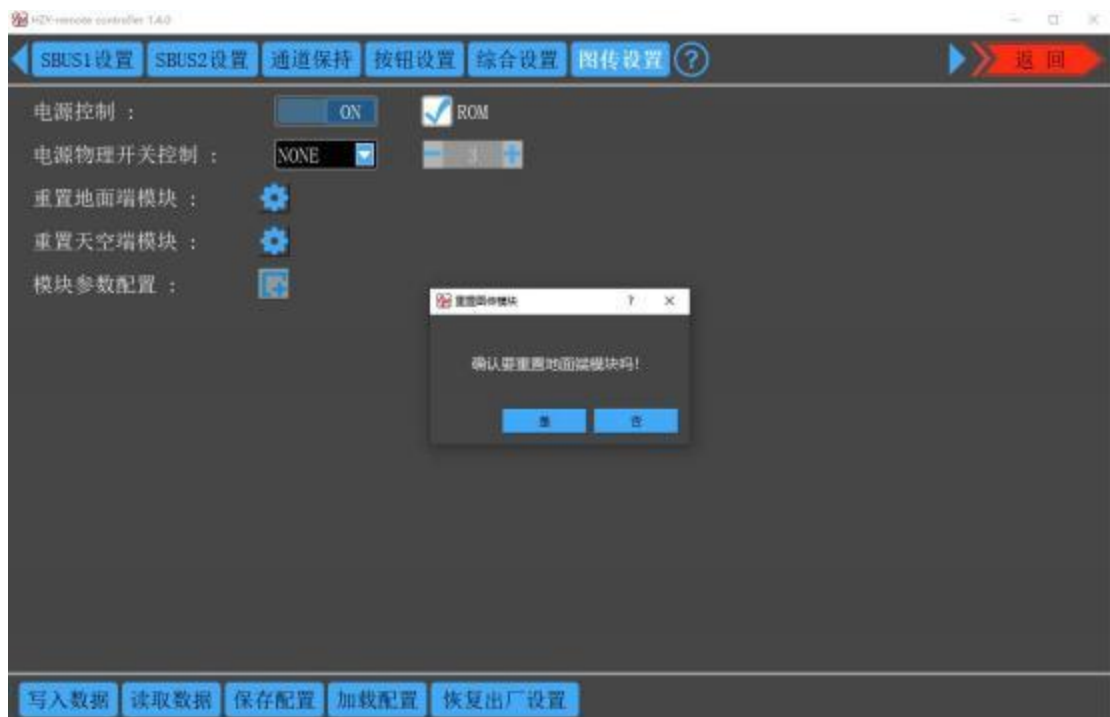 HZY-remote controller 1.4.0
SBUS1设置 SBUS2设置 通道保持 按钮设置 综合设置 图传设置 ? 返 回
电源控制 : ON ROM
电源物理开关控制 : NONE 3
重置地面端模块 :
重置天空端模块 :
模块参数配置 :
重置图传模块 ? ×
确认要重置地面端模块吗!
是 否
写入数据 读取数据 保存配置 加载配置 恢复出厂设置